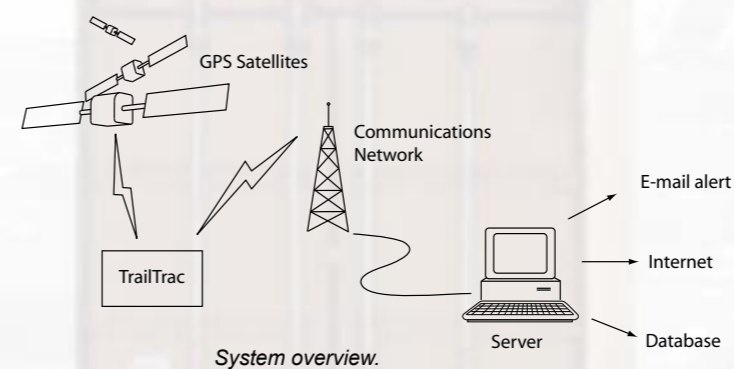 GPS Satellites
Communications
Network
E-mail alert
TrailTrac
Internet
Server
Database
System overview.